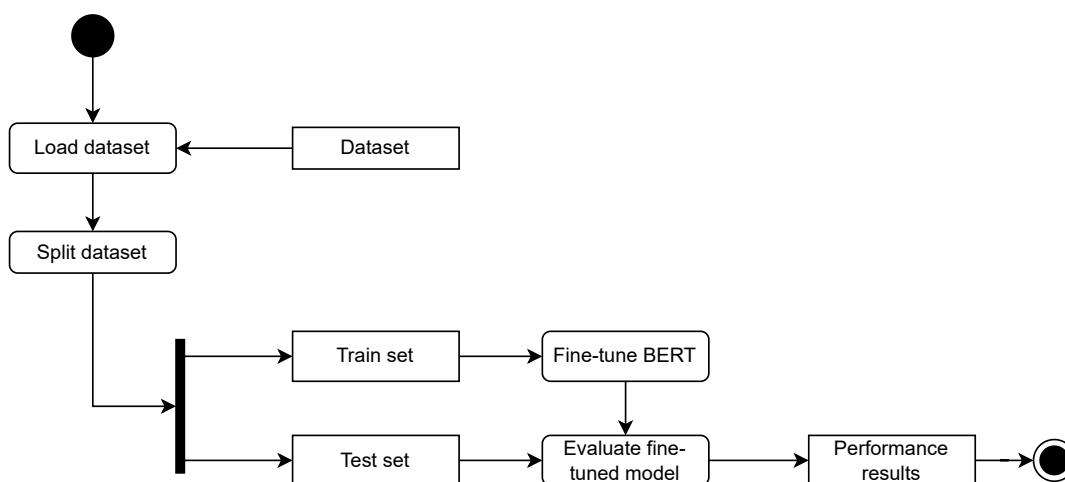 Load dataset
Dataset
Split dataset
Train set
Fine-tune BERT
Test set
Evaluate fine-
tuned model
Performance
results